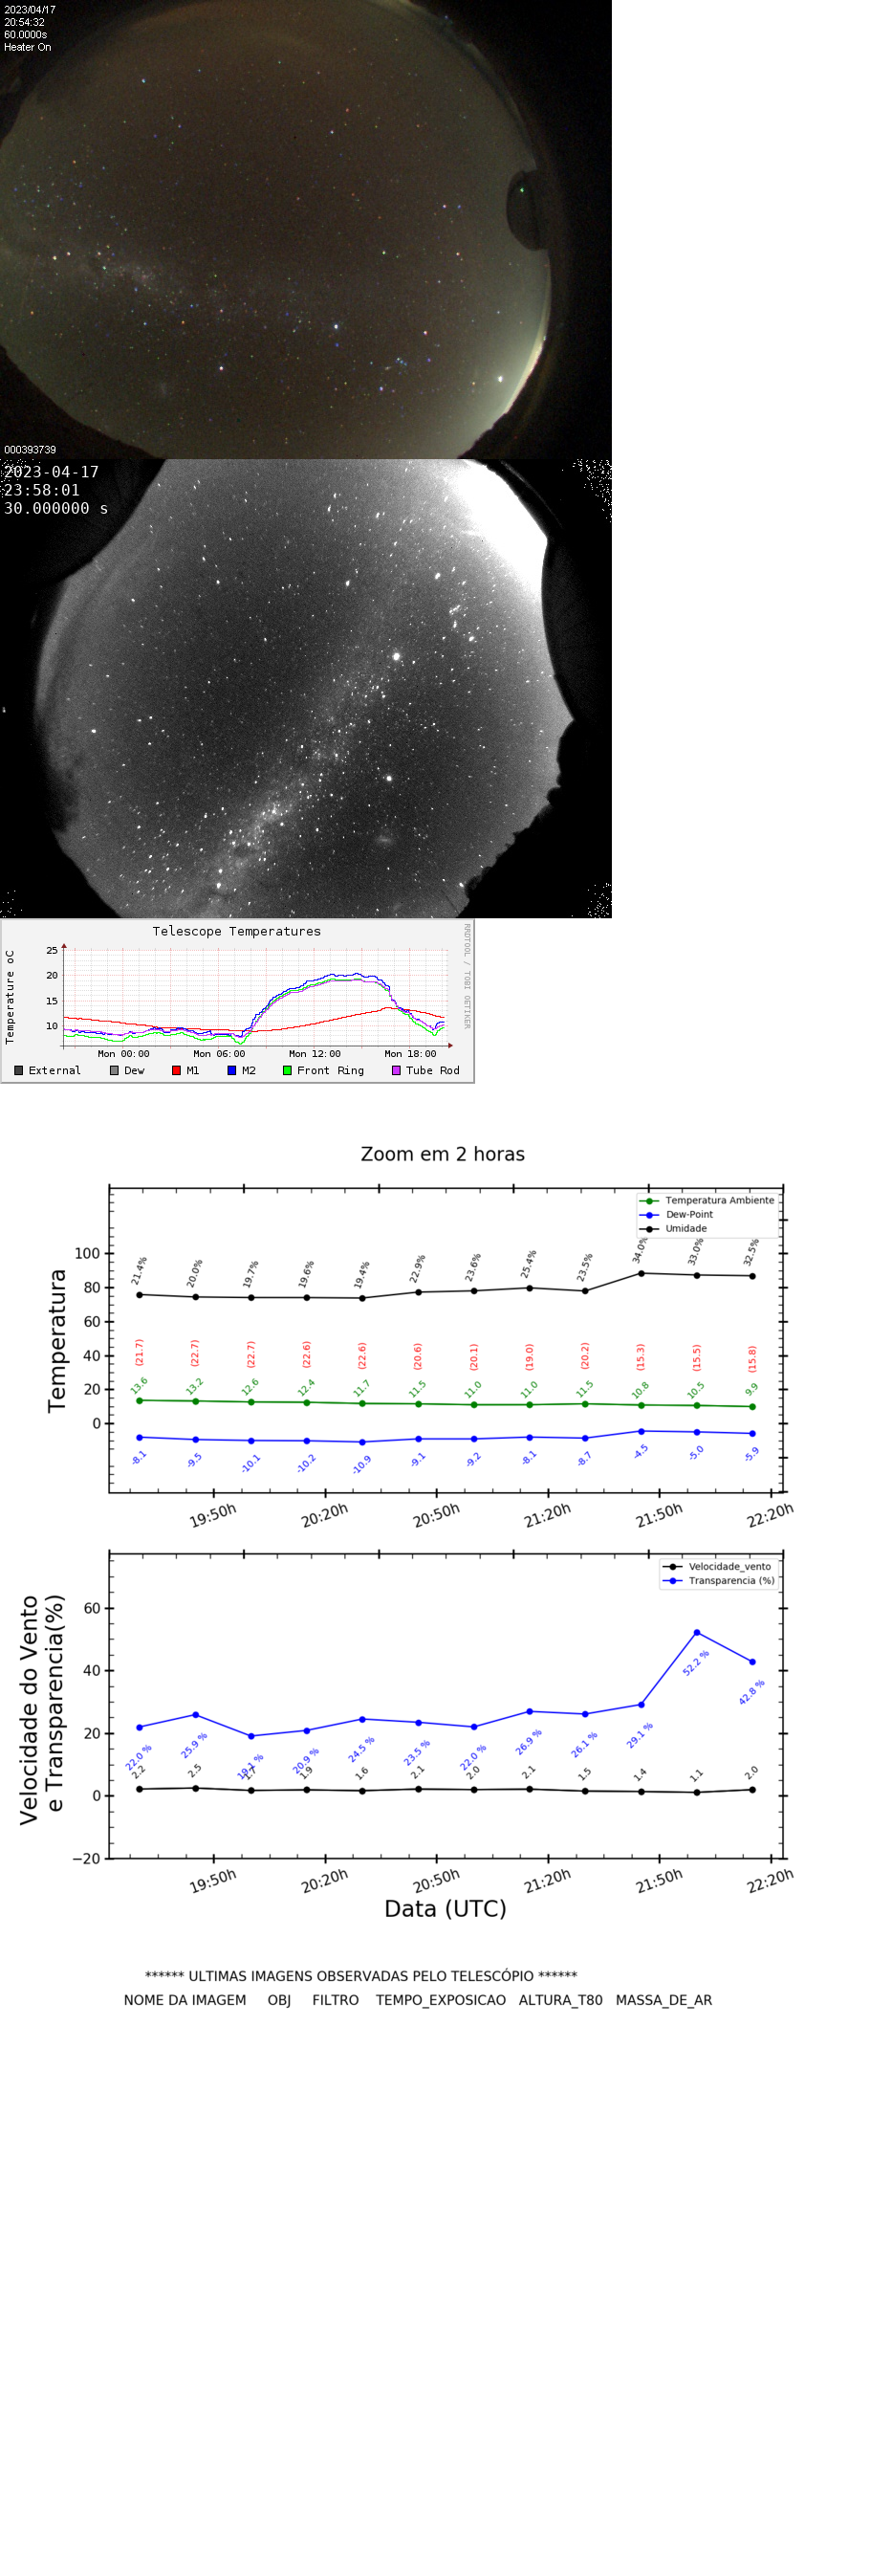 2023/04/17
20:54:32
60.0000s
Heater On
000393739
2023-04-17
23:58:01
30.000000 s
Telescope Temperatures
RRDTOOL / TOBI OETIKER
Temperature oC
25
20
15
10
Mon 00:00 Mon 06:00 Mon 12:00 Mon 18:00
External Dew M1 M2 Front Ring Tube Rod
Zoom em 2 horas
Temperatura Ambiente
Dew-Point
Umidade
Temperatura
100
80
60
40
20
0
21.4% 20.0% 19.7% 19.6% 19.4% 22.9% 23.6% 25.4% 23.5% 34.0% 33.0% 32.5%
(21.7) (22.7) (22.7) (22.6) (22.6) (20.6) (20.1) (19.0) (20.2) (15.3) (15.5) (15.8)
13.6 13.2 12.6 12.4 11.7 11.5 11.0 11.0 11.5 10.8 10.5 9.9
-8.1 -9.5 -10.1 -10.2 -10.9 -9.1 -9.2 -8.1 -8.7 -4.5 -5.0 -5.9
19:50h 20:20h 20:50h 21:20h 21:50h 22:20h
Velocidade_vento
Transparencia (%)
Velocidade do Vento
e Transparencia(%)
60
40
20
0
−20
22.0 % 25.9 % 19.1 % 20.9 % 24.5 % 23.5 % 22.0 % 26.9 % 26.1 % 29.1 % 52.2 % 42.8 %
2.2 2.5 1.7 1.9 1.6 2.1 2.0 2.1 1.5 1.4 1.1 2.0
19:50h 20:20h 20:50h 21:20h 21:50h 22:20h
Data (UTC)
****** ULTIMAS IMAGENS OBSERVADAS PELO TELESCÓPIO ******
NOME DA IMAGEM OBJ FILTRO TEMPO_EXPOSICAO ALTURA_T80 MASSA_DE_AR